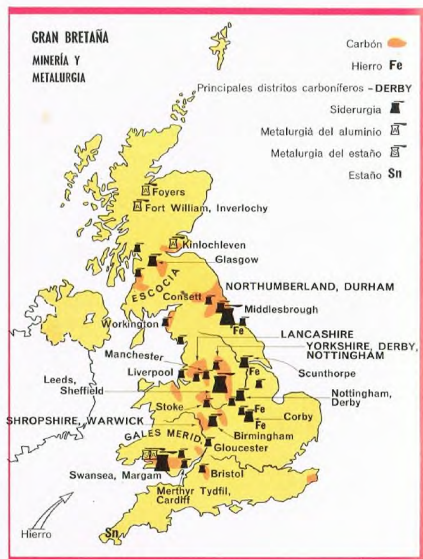 GRAN BRETAÑA
MINERÍA Y
METALURGIA
Carbón
Hierro Fe
Principales distritos carboníferos - DERBY
Siderurgia
Metalurgia del aluminio
Metalurgia del estaño
Estaño Sn
Foyers
Fort William, Inverlochy
Kinlochleven
Glasgow
ESCOCIA
NORTHUMBERLAND, DURHAM
Consett
Middlesbrough
Fe
Workington
LANCASHIRE
YORKSHIRE, DERBY,
NOTTINGHAM
Manchester
Scunthorpe
Liverpool
Leeds,
Sheffield
Nottingham,
Derby
Stoke
Fe
Fe
Corby
SHROPSHIRE, WARWICK
Birmingham
GALES MERID.
Gloucester
Swansea, Margam
Bristol
Merthyr Tydfil,
Cardiff
Hierro
Sn